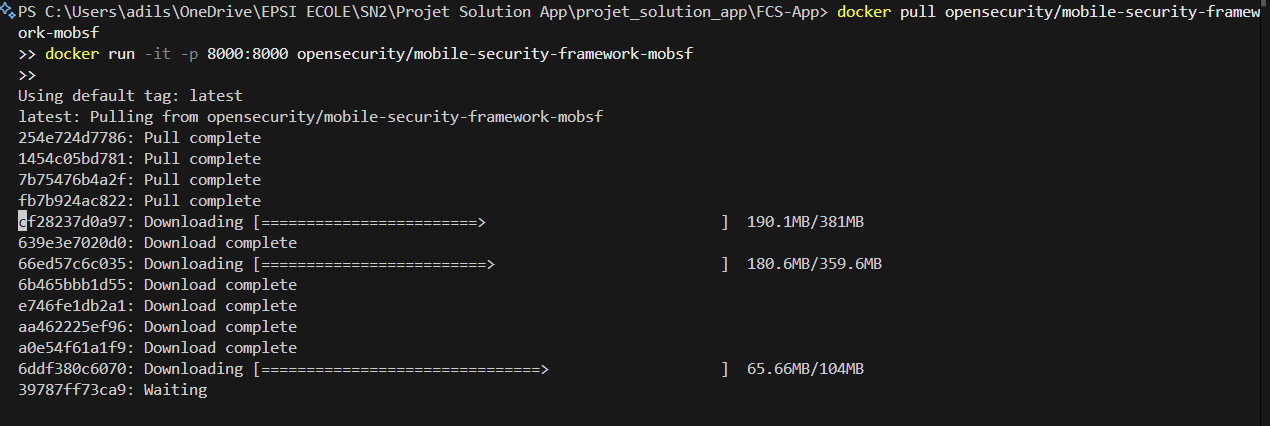 PS C:\Users\adils\OneDrive\EPSI ECOLE\SN2\Projet Solution App\projet_solution_app\FCS-App> docker pull opensecurity/mobile-security-framew
ork-mobsf
>> docker run -it -p 8000:8000 opensecurity/mobile-security-framework-mobsf
>>
Using default tag: latest
latest: Pulling from opensecurity/mobile-security-framework-mobsf
254e724d7786: Pull complete
1454c05bd781: Pull complete
7b75476b4a2f: Pull complete
fb7b924ac822: Pull complete
cf28237d0a97: Downloading [========================>                          ]  190.1MB/381MB
639e3e7020d0: Download complete
66ed57c6c035: Downloading [=========================>                         ]  180.6MB/359.6MB
6b465bbb1d55: Download complete
e746fe1db2a1: Download complete
aa462225ef96: Download complete
a0e54f61a1f9: Download complete
6ddf380c6070: Downloading [===============================>                   ]  65.66MB/104MB
39787ff73ca9: Waiting